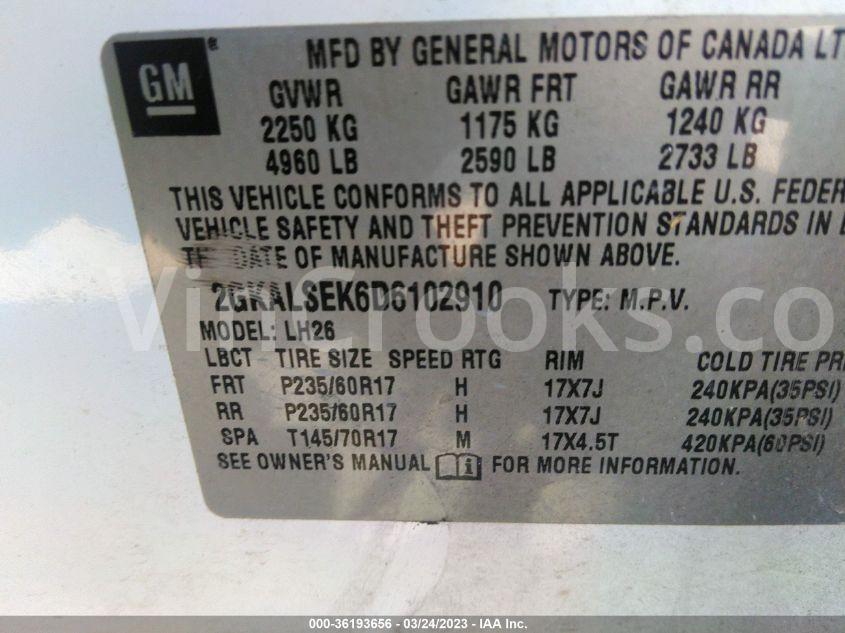 GM
®
MFD BY GENERAL MOTORS OF CANADA LT
GVWR GAWR FRT GAWR RR
2250 KG 1175 KG 1240 KG
4960 LB 2590 LB 2733 LB
THIS VEHICLE CONFORMS TO ALL APPLICABLE U.S. FEDER
VEHICLE SAFETY AND THEFT PREVENTION STANDARDS IN
DATE OF MANUFACTURE SHOWN ABOVE.
2GKALSEK6D6102910 TYPE: M.P.V.
MODEL: LH26
LBCT TIRE SIZE SPEED RTG RIM COLD TIRE PR
FRT P235/60R17 H 17X7J 240KPA(35PSI)
RR P235/60R17 H 17X7J 240KPA(35PSI)
SPA T145/70R17 M 17X4.5T 420KPA(60PSI)
SEE OWNER'S MANUAL FOR MORE INFORMATION.
VinCrooks.com
000-36193656 - 03/24/2023 - IAA Inc.